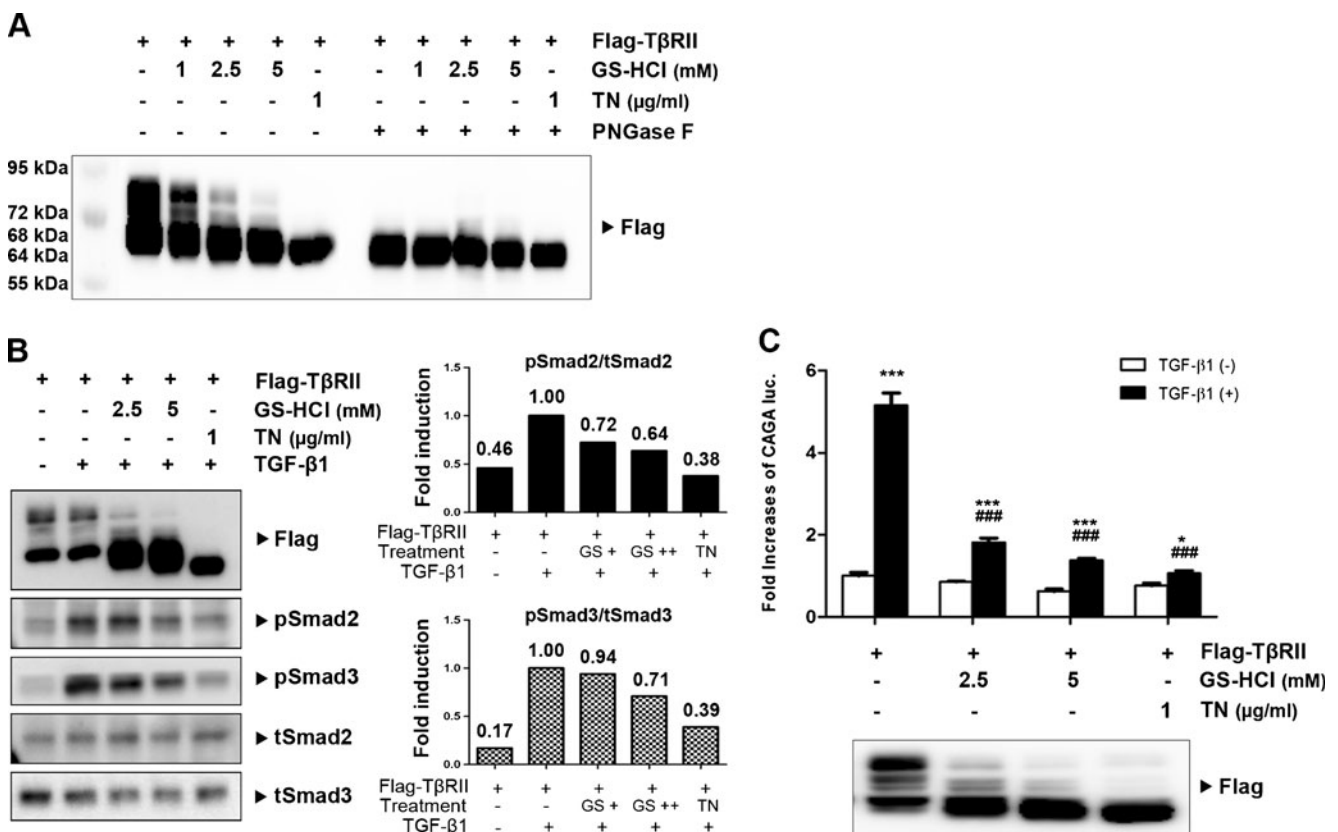 A
+ + + + + + + + + + Flag-TβRII
- 1 2.5 5 - - 1 2.5 5 - GS-HCl (mM)
- - - - 1 - - - - 1 TN (µg/ml)
- - - - - + + + + + PNGase F
95 kDa
72 kDa
68 kDa
64 kDa
55 kDa
► Flag
B
+ + + + + Flag-TβRII
- - 2.5 5 - GS-HCl (mM)
- - - - 1 TN (µg/ml)
- + + + + TGF-β1
► Flag
► pSmad2
► pSmad3
► tSmad2
► tSmad3
pSmad2/tSmad2
Fold induction
1.5
1.0
0.5
0.0
0.46 1.00 0.72 0.64 0.38
Flag-TβRII + + + + +
Treatment - - GS + GS ++ TN
TGF-β1 - + + + +
pSmad3/tSmad3
Fold induction
1.5
1.0
0.5
0.0
0.17 1.00 0.94 0.71 0.39
Flag-TβRII + + + + +
Treatment - - GS + GS ++ TN
TGF-β1 - + + + +
C
Fold Increases of CAGA luc.
6
4
2
0
TGF-β1 (-)
TGF-β1 (+)
*** *** *** *
### ### ###
+ + + + Flag-TβRII
- 2.5 5 - GS-HCl (mM)
- - - 1 TN (µg/ml)
► Flag